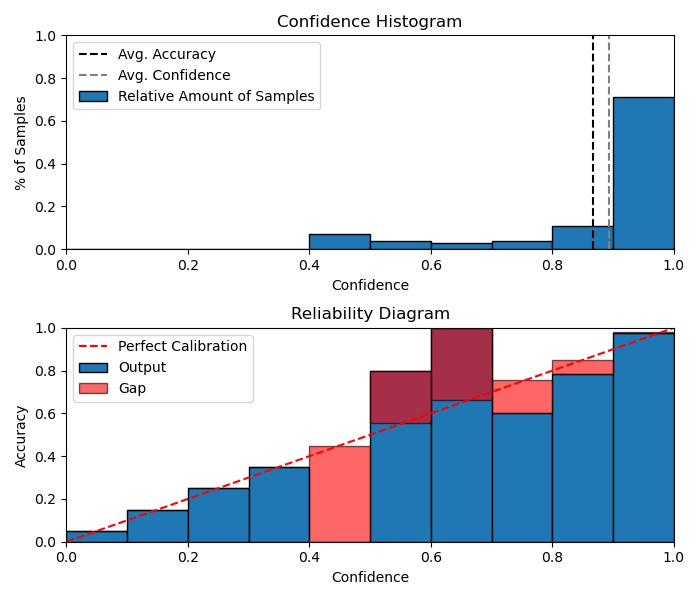 Confidence Histogram
1.0
0.8
0.6
0.4
0.2
0.0
% of Samples
Avg. Accuracy
Avg. Confidence
Relative Amount of Samples
0.0 0.2 0.4 0.6 0.8 1.0
Confidence
Reliability Diagram
1.0
0.8
0.6
0.4
0.2
0.0
Accuracy
Perfect Calibration
Output
Gap
0.0 0.2 0.4 0.6 0.8 1.0
Confidence